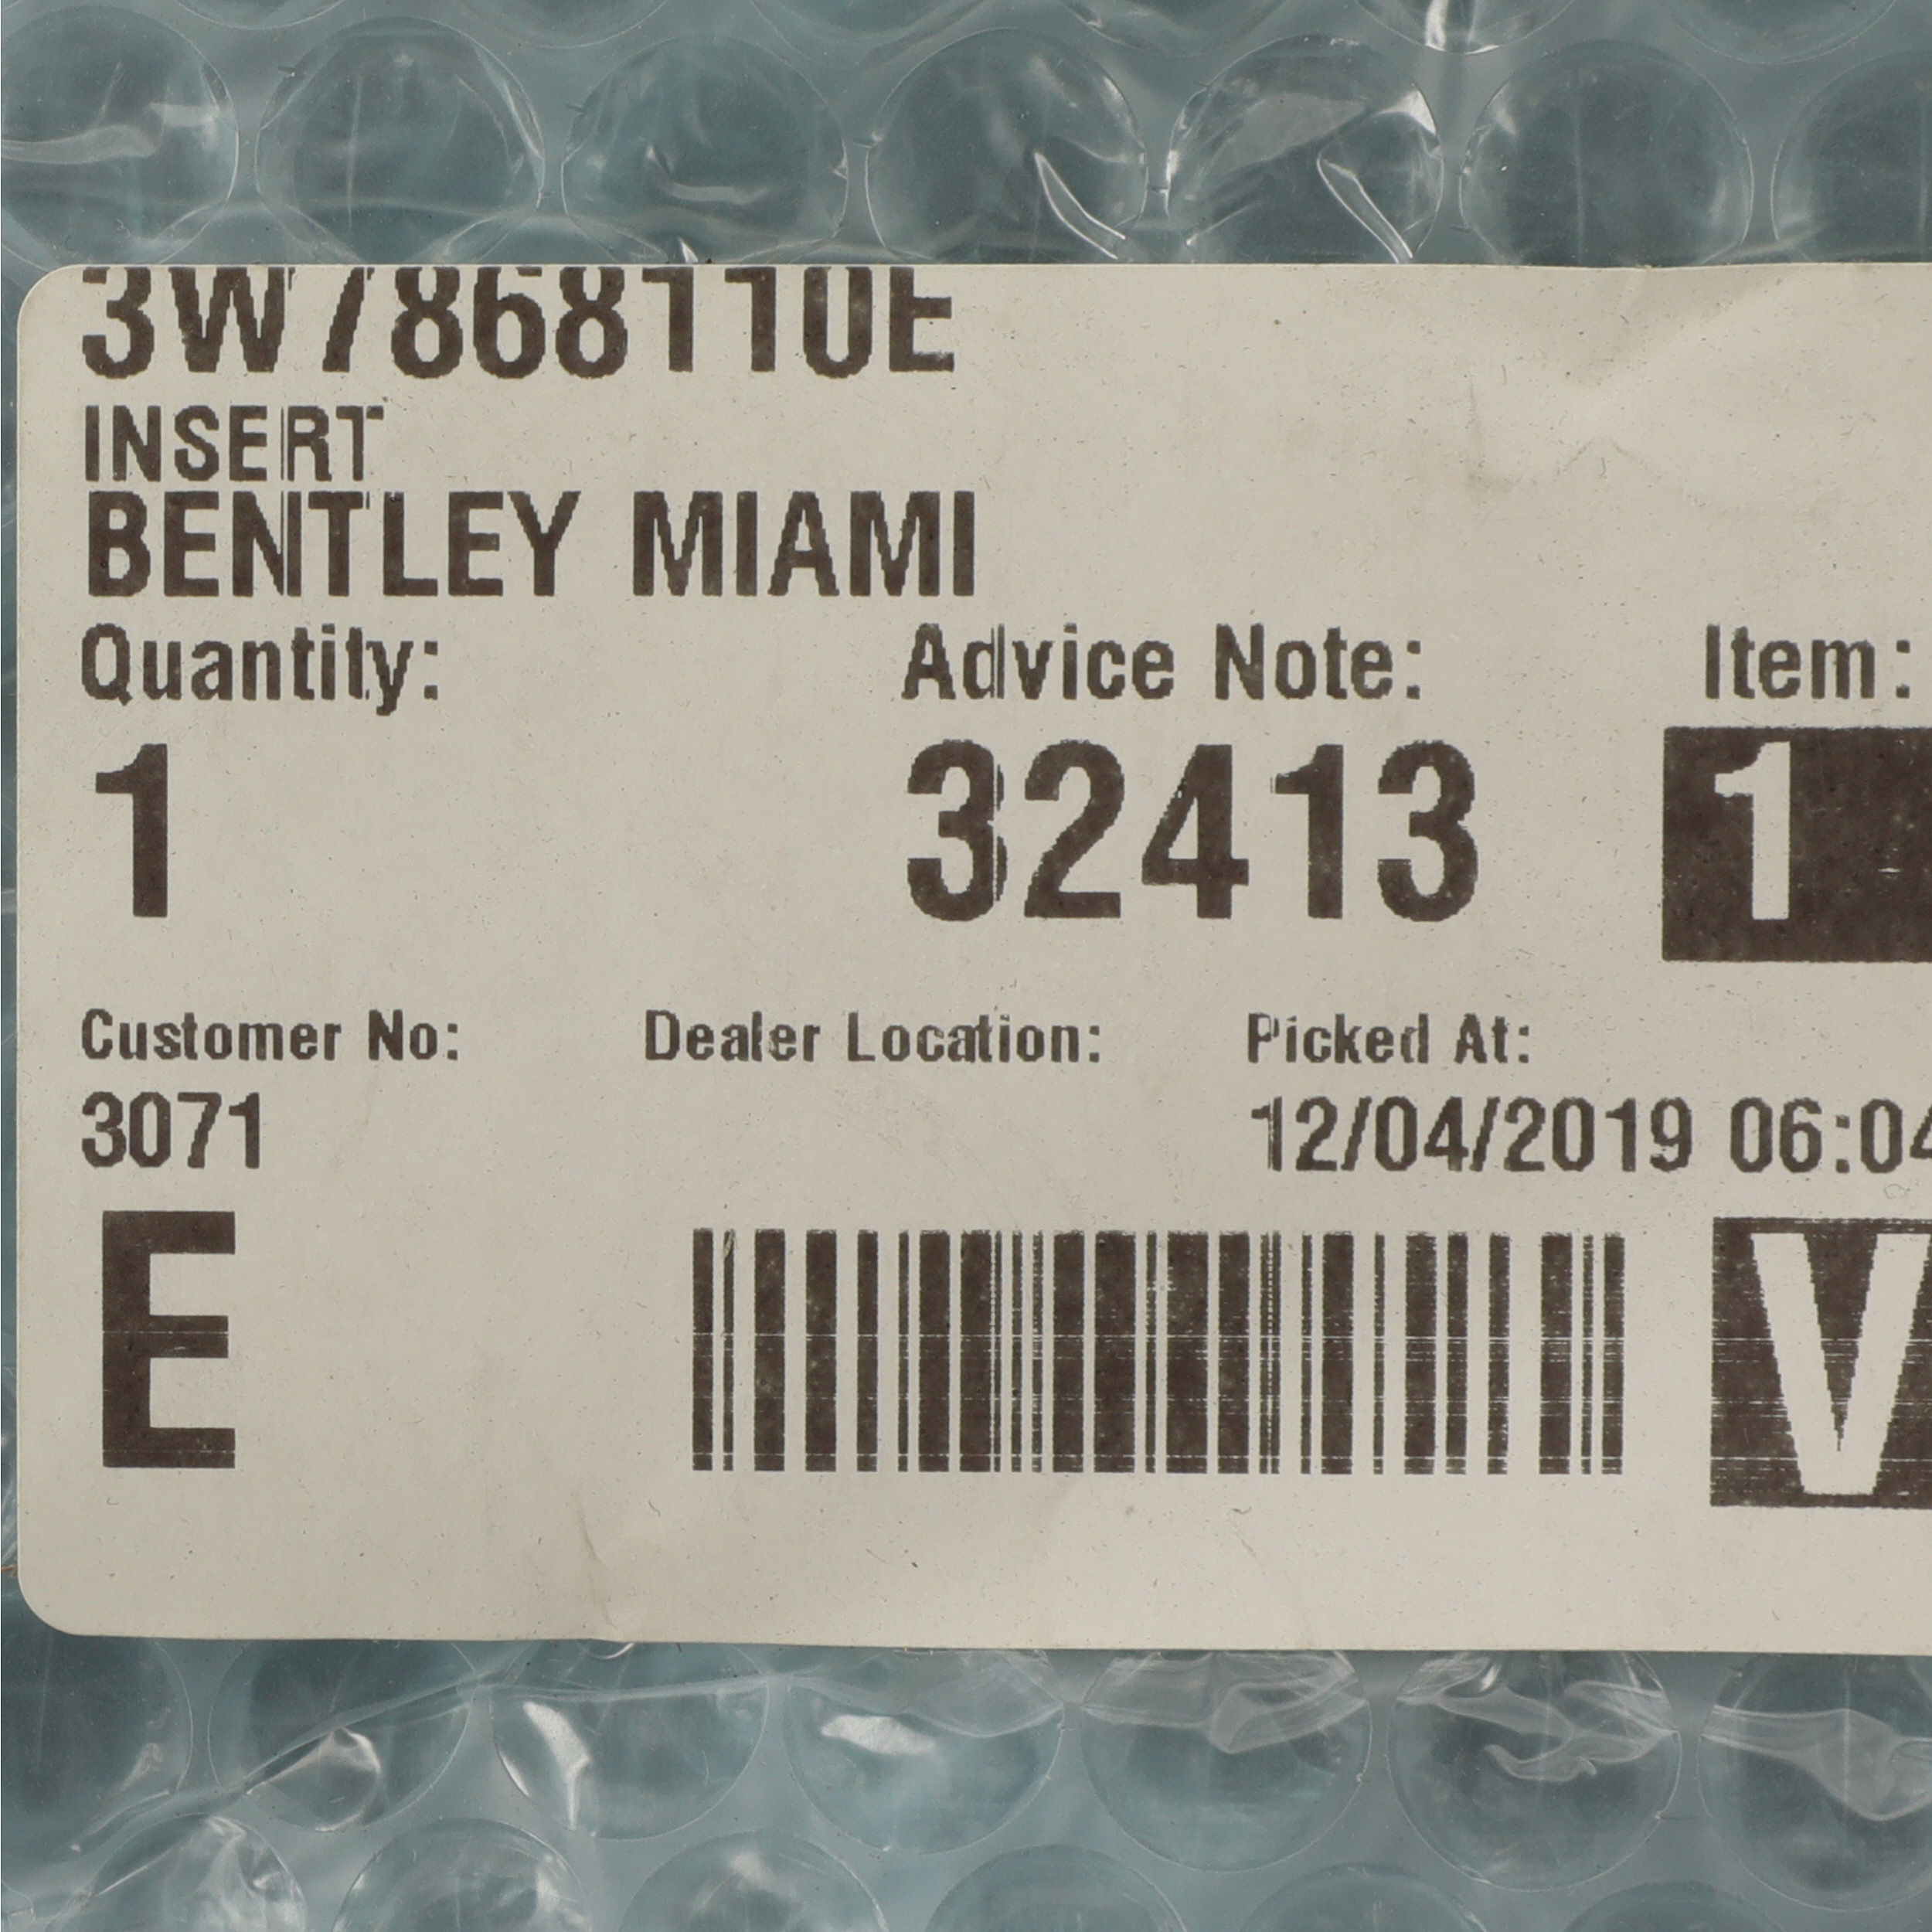 3W7868110E
INSERT
BENTLEY MIAMI
Quantity: Advice Note: Item:
1 32413 1
Customer No: Dealer Location: Picked At:
3071 12/04/2019 06:04
E V